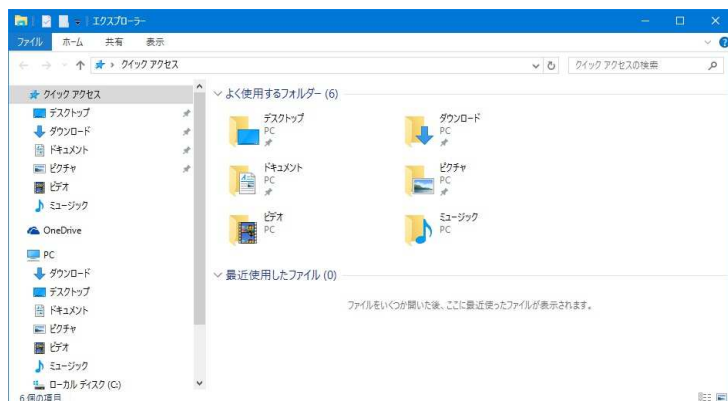 エクスプローラー
ファイル ホーム 共有 表示
クイック アクセス
クイック アクセスの検索
クイック アクセス
デスクトップ
ダウンロード
ドキュメント
ピクチャ
ビデオ
ミュージック
OneDrive
PC
ダウンロード
デスクトップ
ドキュメント
ピクチャ
ビデオ
ミュージック
ローカル ディスク (C:)
6 個の項目
よく使用するフォルダー (6)
デスクトップ
PC
ダウンロード
PC
ドキュメント
PC
ピクチャ
PC
ビデオ
PC
ミュージック
PC
最近使用したファイル (0)
ファイルをいくつか開いた後、ここに最近使ったファイルが表示されます。